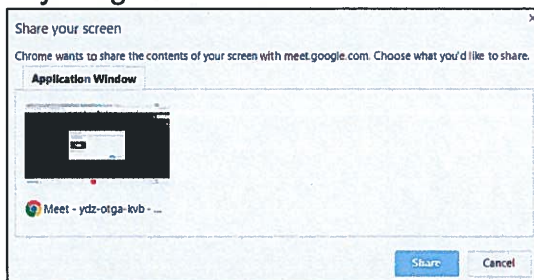 Share your screen
Chrome wants to share the contents of your screen with meet.google.com. Choose what you'd like to share.
Application Window
Meet - ydz-otga-kvb - ...
Share
Cancel